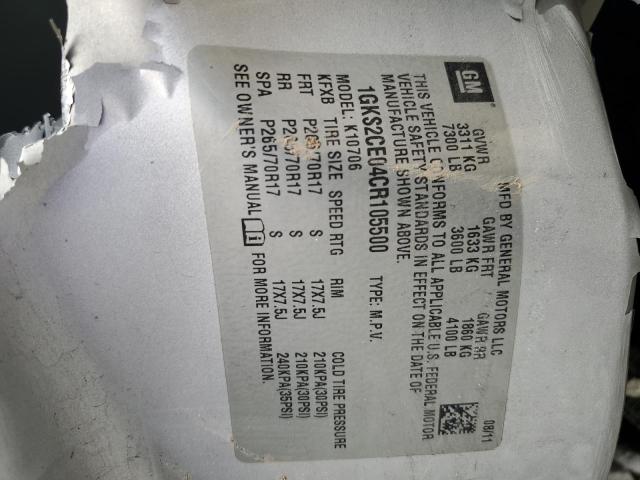 GM
MFD BY GENERAL MOTORS LLC
08/11
GVWR GAWR FRT GAWR RR
3311 KG 1633 KG 1860 KG
7300 LB 3600 LB 4100 LB
THIS VEHICLE CONFORMS TO ALL APPLICABLE U.S. FEDERAL MOTOR
VEHICLE SAFETY STANDARDS IN EFFECT ON THE DATE OF
MANUFACTURE SHOWN ABOVE.
1GKS2CE04CR105500 TYPE: M.P.V.
MODEL: K10706
KFXB TIRE SIZE SPEED RTG RIM COLD TIRE PRESSURE
FRT P265/70R17 S 17X7.5J 210KPA(30PSI)
RR P265/70R17 S 17X7.5J 210KPA(30PSI)
SPA P265/70R17 S 17X7.5J 240KPA(35PSI)
SEE OWNER'S MANUAL i FOR MORE INFORMATION.